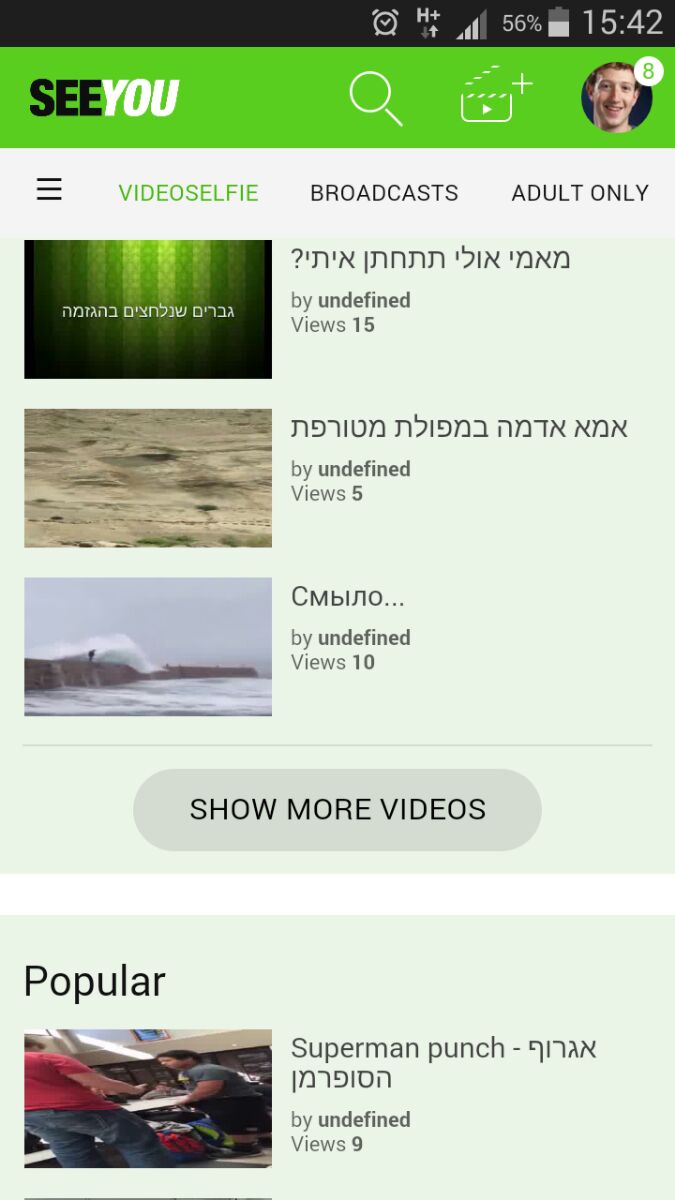 H+
56%
15:42
SEEYOU
8
VIDEOSELFIE
BROADCASTS
ADULT ONLY
מאמי אולי תתחתן איתי?
גברים שנלחצים בהגזמה
by undefined
Views 15
אמא אדמה במפולת מטורפת
by undefined
Views 5
Смыло...
by undefined
Views 10
SHOW MORE VIDEOS
Popular
Superman punch - אגרוף
הסופרמן
by undefined
Views 9